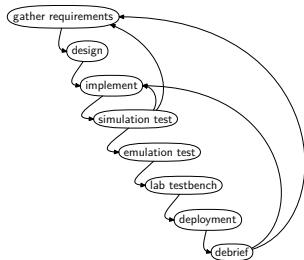 gather requirements
design
implement
simulation test
emulation test
lab testbench
deployment
debrief